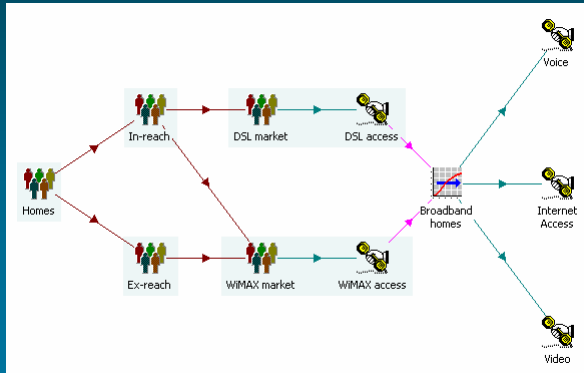 Voice
In-reach
DSL market
DSL access
Homes
Broadband
homes
Internet
Access
Ex-reach
WiMAX market
WiMAX access
Video